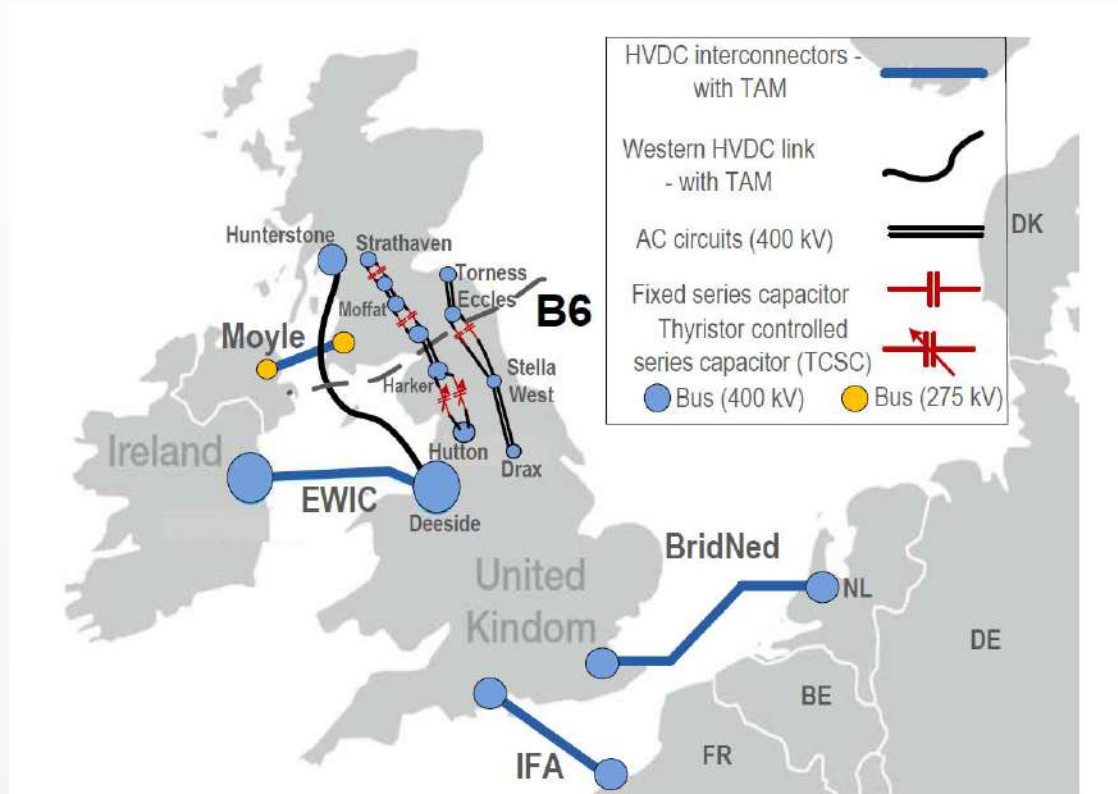 HVDC interconnectors -
with TAM
Western HVDC link
- with TAM
AC circuits (400 kV)
Fixed series capacitor
Thyristor controlled
series capacitor (TCSC)
Bus (400 kV)
Bus (275 kV)
DK
Hunterstone
Strathaven
Torness
Eccles
B6
Moffat
Moyle
Harker
Stella
West
Hutton
Drax
Ireland
EWIC
Deeside
United
Kindom
BridNed
NL
DE
BE
FR
IFA